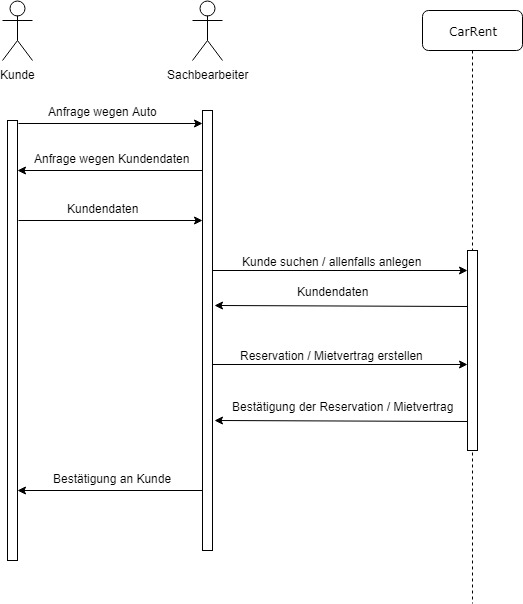 Kunde
Sachbearbeiter
CarRent
Anfrage wegen Auto
Anfrage wegen Kundendaten
Kundendaten
Kunde suchen / allenfalls anlegen
Kundendaten
Reservation / Mietvertrag erstellen
Bestätigung der Reservation / Mietvertrag
Bestätigung an Kunde